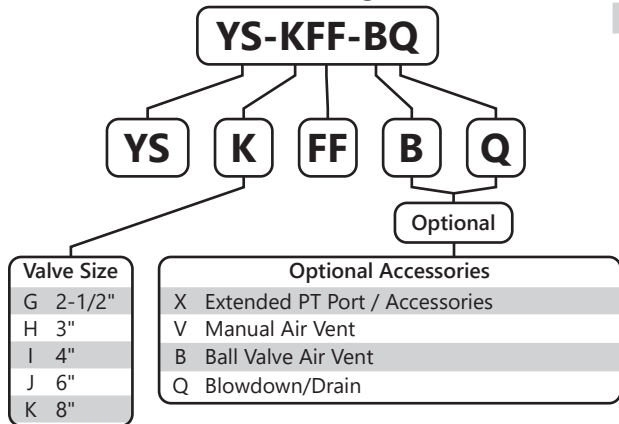 YS-KFF-BQ
YS K FF B Q
Optional
Valve Size
G 2-1/2"
H 3"
I 4"
J 6"
K 8"
Optional Accessories
X Extended PT Port / Accessories
V Manual Air Vent
B Ball Valve Air Vent
Q Blowdown/Drain